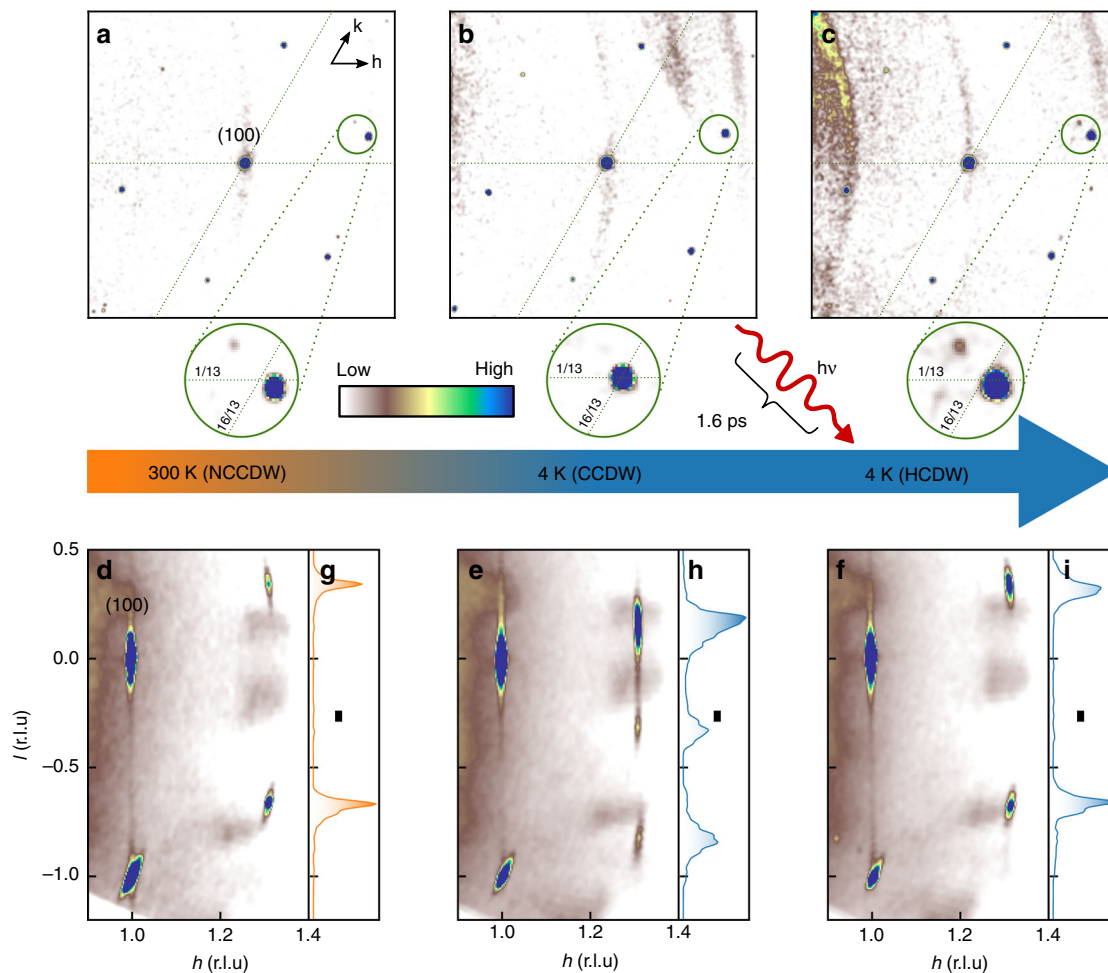 a
k
h
(100)
b
c
1/13
16/13
Low
High
1/13
16/13
hν
1.6 ps
1/13
16/13
300 K (NCCDW)
4 K (CCDW)
4 K (HCDW)
0.5
0.0
−0.5
−1.0
l (r.l.u)
d
(100)
g
e
h
f
i
1.0
1.2
1.4
h (r.l.u)
1.0
1.2
1.4
h (r.l.u)
1.0
1.2
1.4
h (r.l.u)